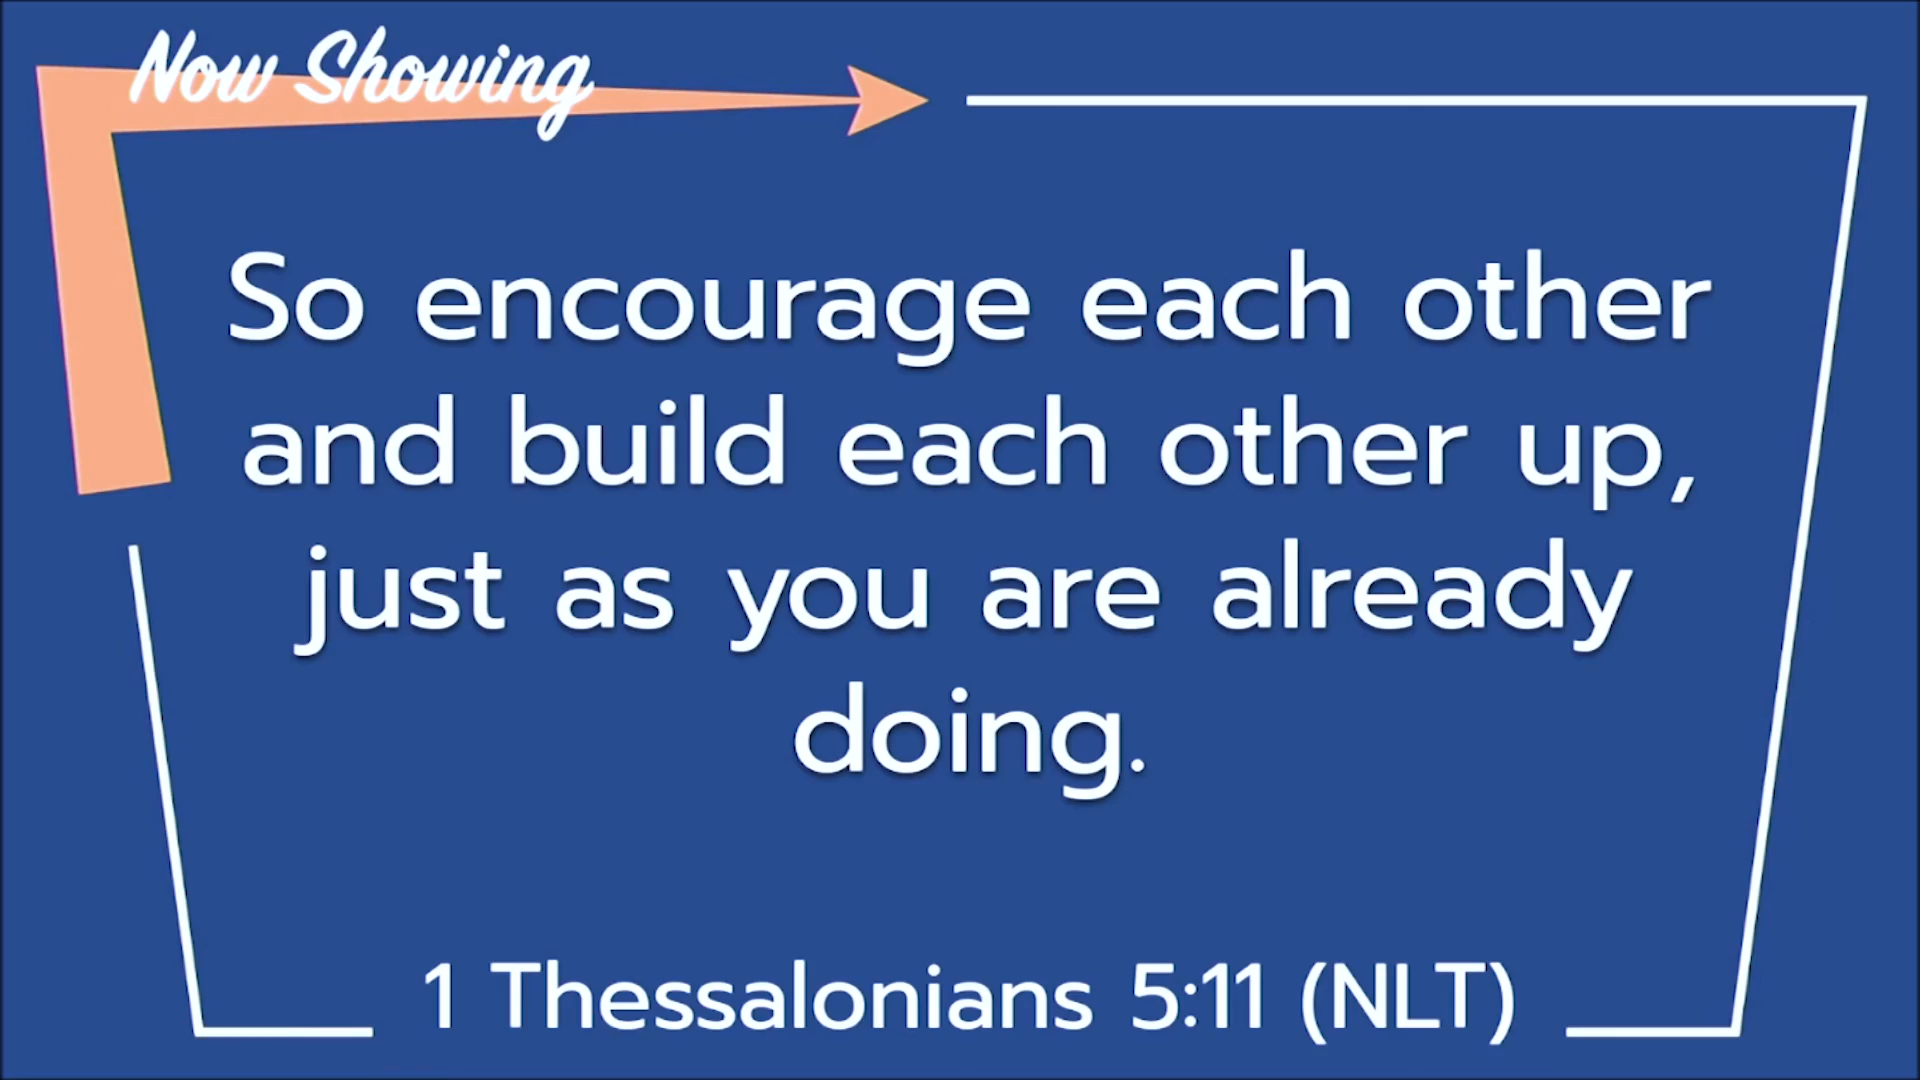 Now Showing
So encourage each other
and build each other up,
just as you are already
doing.
1 Thessalonians 5:11 (NLT)